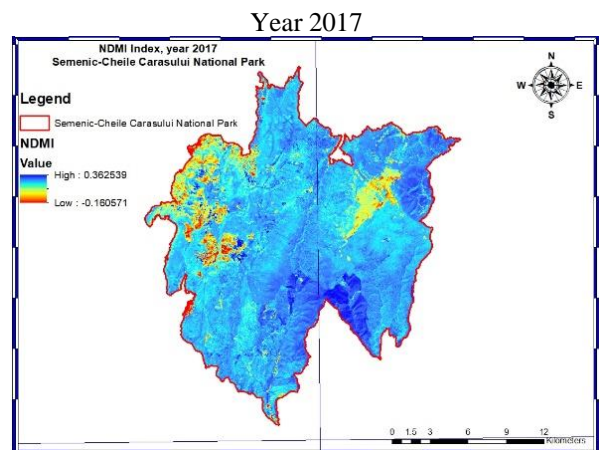 Year 2017
NDMI Index, year 2017
Semenic-Cheile Carasului National Park
N
W E
S
Legend
Semenic-Cheile Carasului National Park
NDMI
Value
High : 0.362539
Low : -0.160571
0 1.5 3 6 9 12
Kilometers